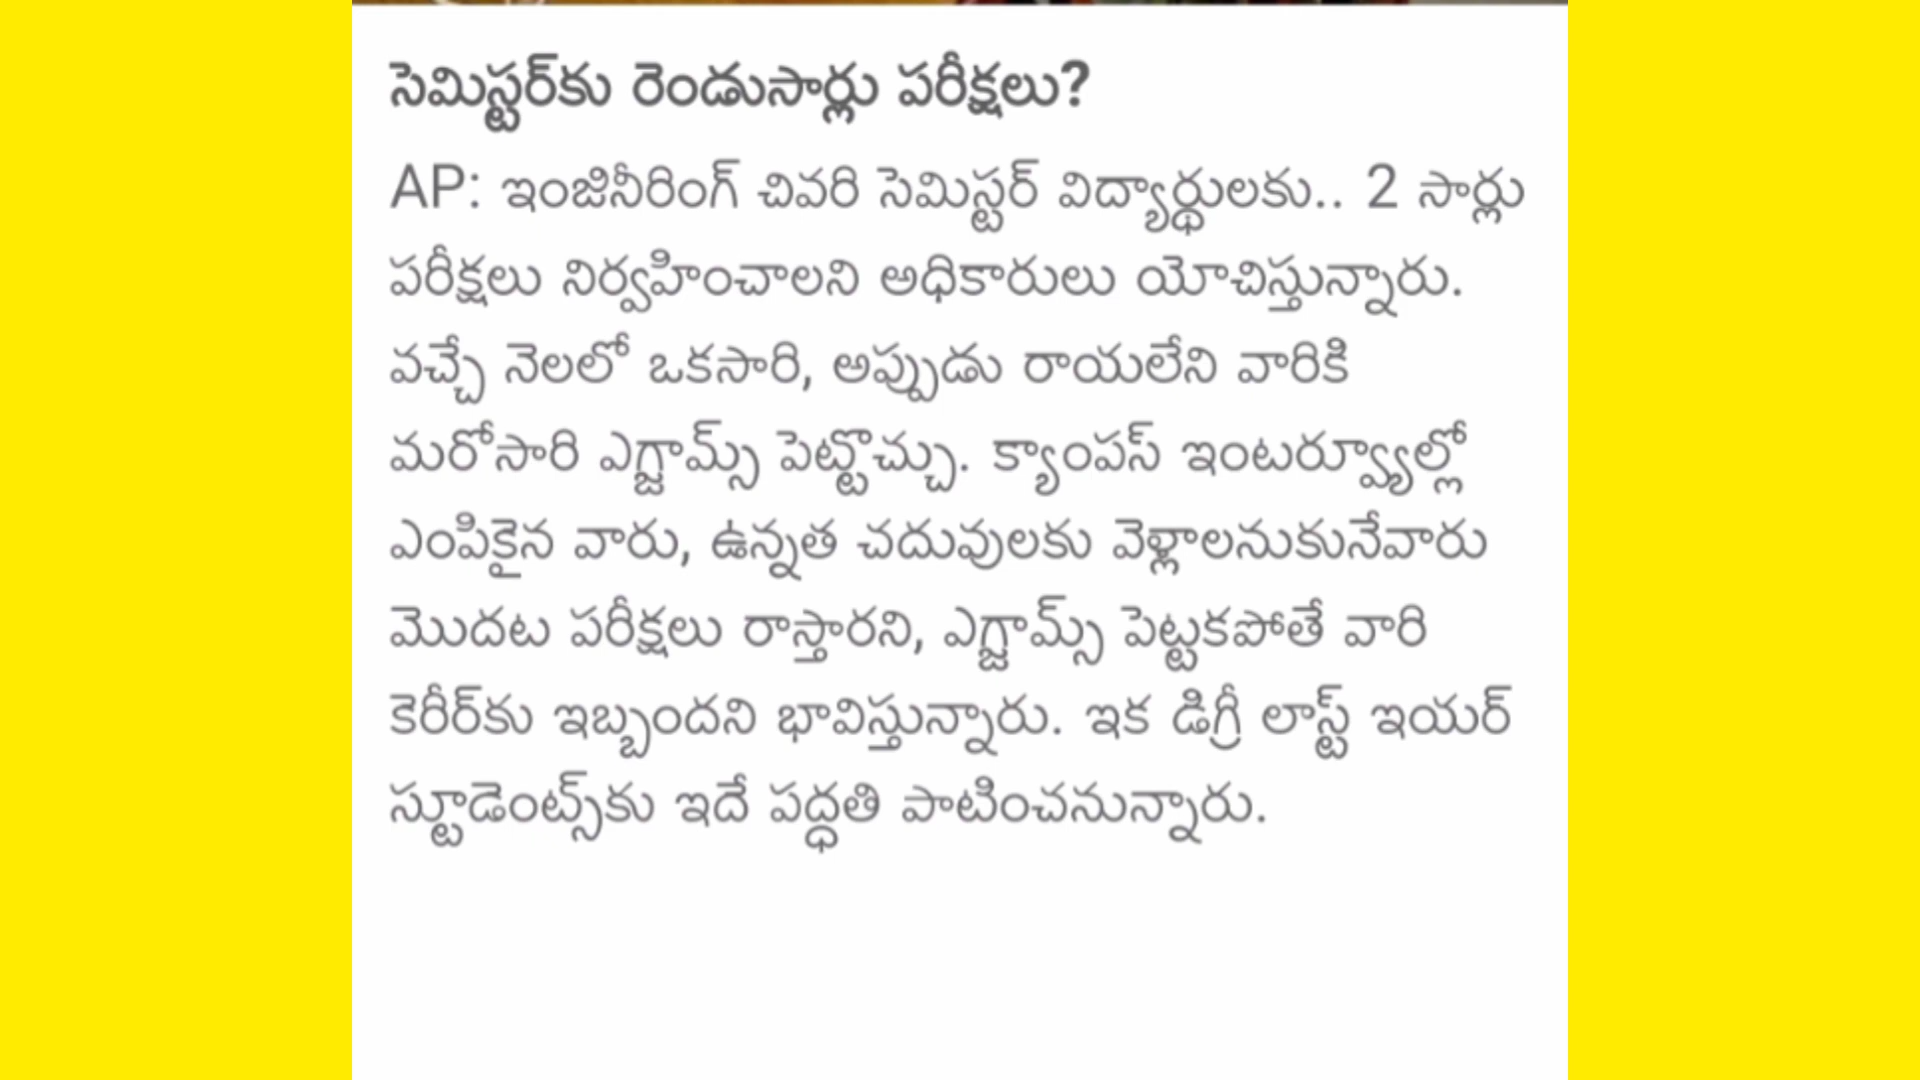 సెమిస్టర్‌కు రెండుసార్లు పరీక్షలు?
AP: ఇంజినీరింగ్ చివరి సెమిస్టర్ విద్యార్థులకు.. 2 సార్లు
పరీక్షలు నిర్వహించాలని అధికారులు యోచిస్తున్నారు.
వచ్చే నెలలో ఒకసారి, అప్పుడు రాయలేని వారికి
మరోసారి ఎగ్జామ్స్ పెట్టొచ్చు. క్యాంపస్ ఇంటర్వ్యూల్లో
ఎంపికైన వారు, ఉన్నత చదువులకు వెళ్లాలనుకునేవారు
మొదట పరీక్షలు రాస్తారని, ఎగ్జామ్స్ పెట్టకపోతే వారి
కెరీర్‌కు ఇబ్బందని భావిస్తున్నారు. ఇక డిగ్రీ లాస్ట్ ఇయర్
స్టూడెంట్స్‌కు ఇదే పద్ధతి పాటించనున్నారు.